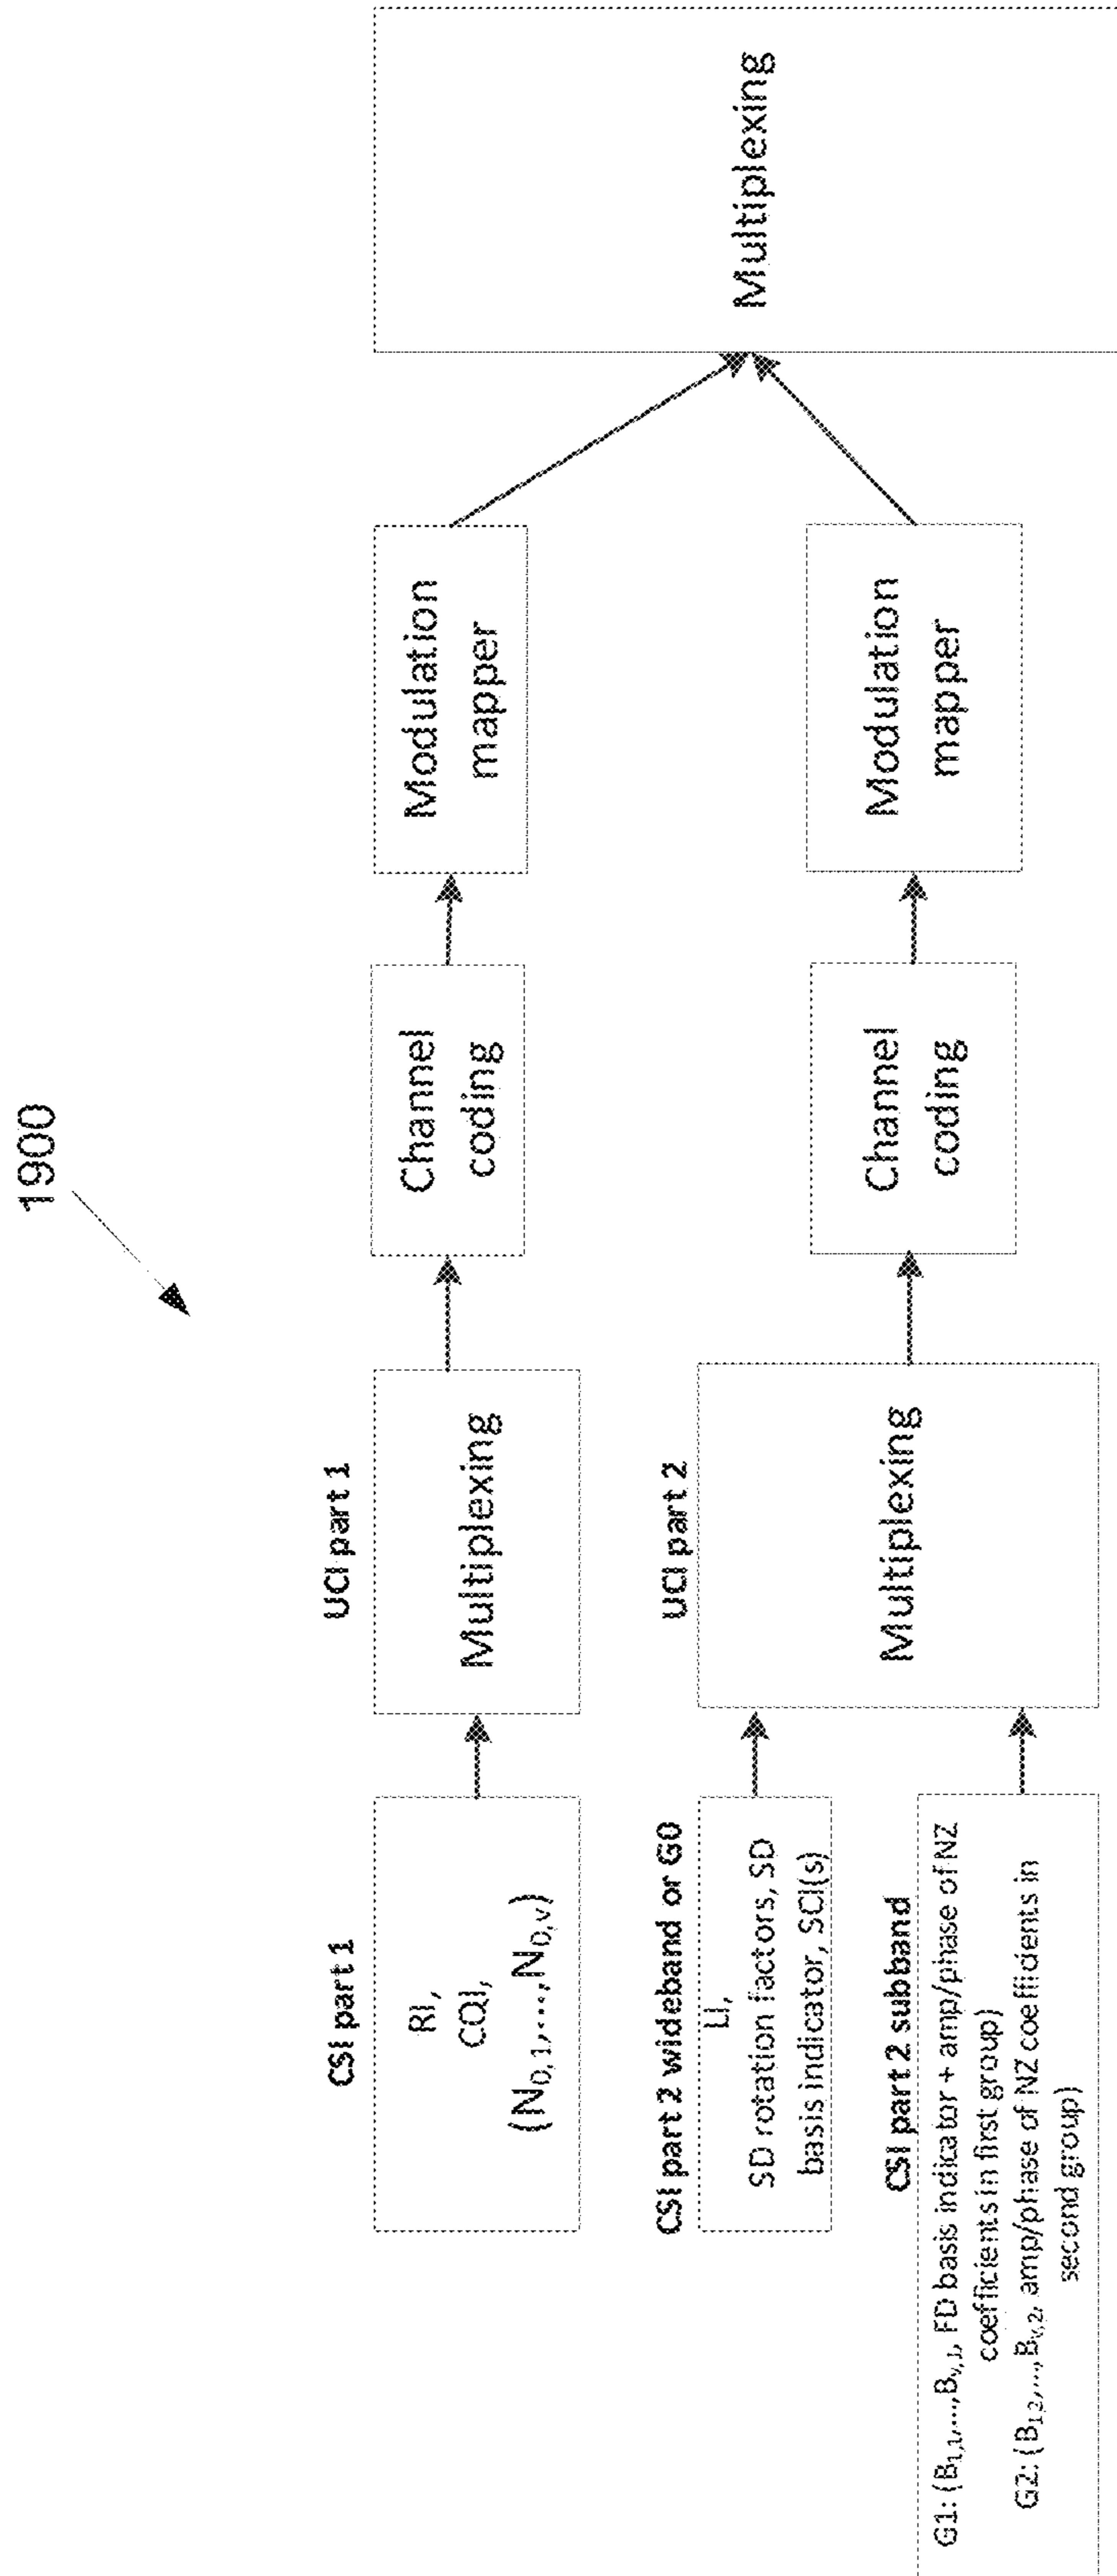 1900
CSI part 1
RI,
CQI,
(N0,1,...,N0,v)
UCI part 1
Multiplexing
Channel
coding
Modulation
mapper
Multiplexing
CSI part 2 wideband or G0
LI,
SD rotation factors, SD
basis indicator, SCI(s)
CSI part 2 subband
G1: (B1,1,...,Bv,1, FD basis indicator + amp/phase of NZ
coefficients in first group)
G2: (B1,2,...,Bv,2, amp/phase of NZ coefficients in
second group)
UCI part 2
Multiplexing
Channel
coding
Modulation
mapper